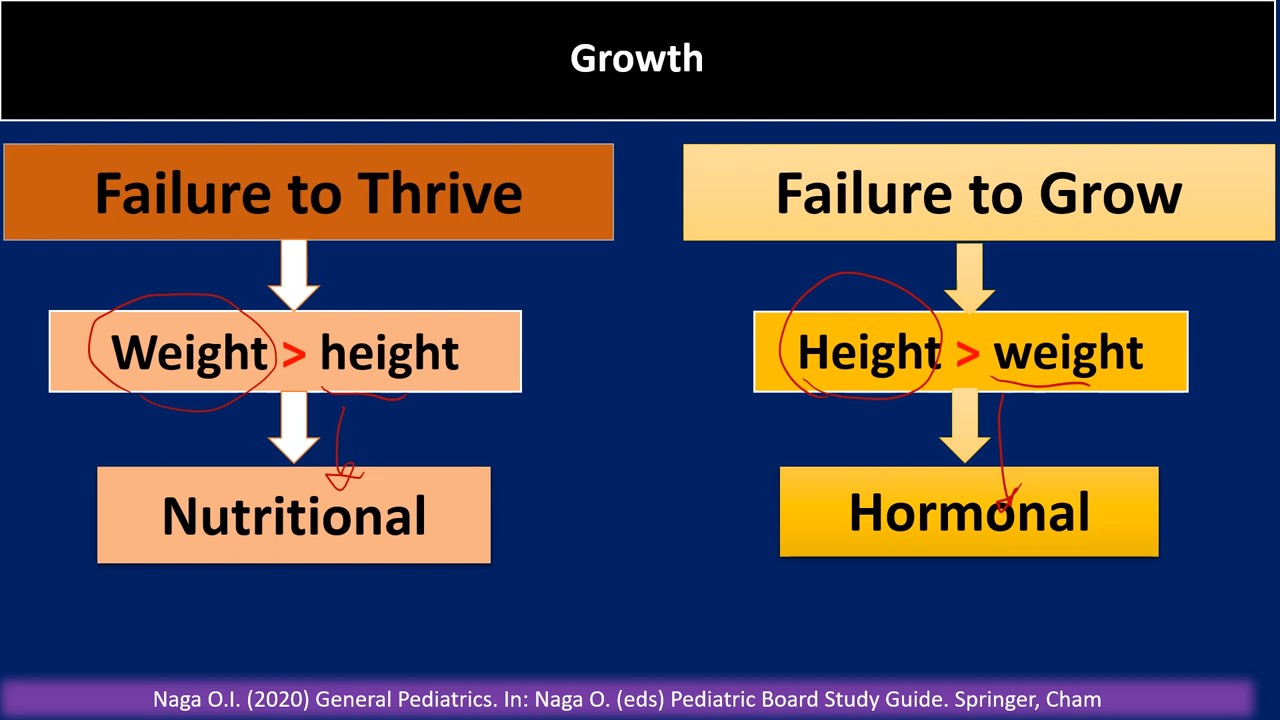 Growth
Failure to Thrive
Weight > height
Nutritional
Failure to Grow
Height > weight
Hormonal
Naga O.I. (2020) General Pediatrics. In: Naga O. (eds) Pediatric Board Study Guide. Springer, Cham